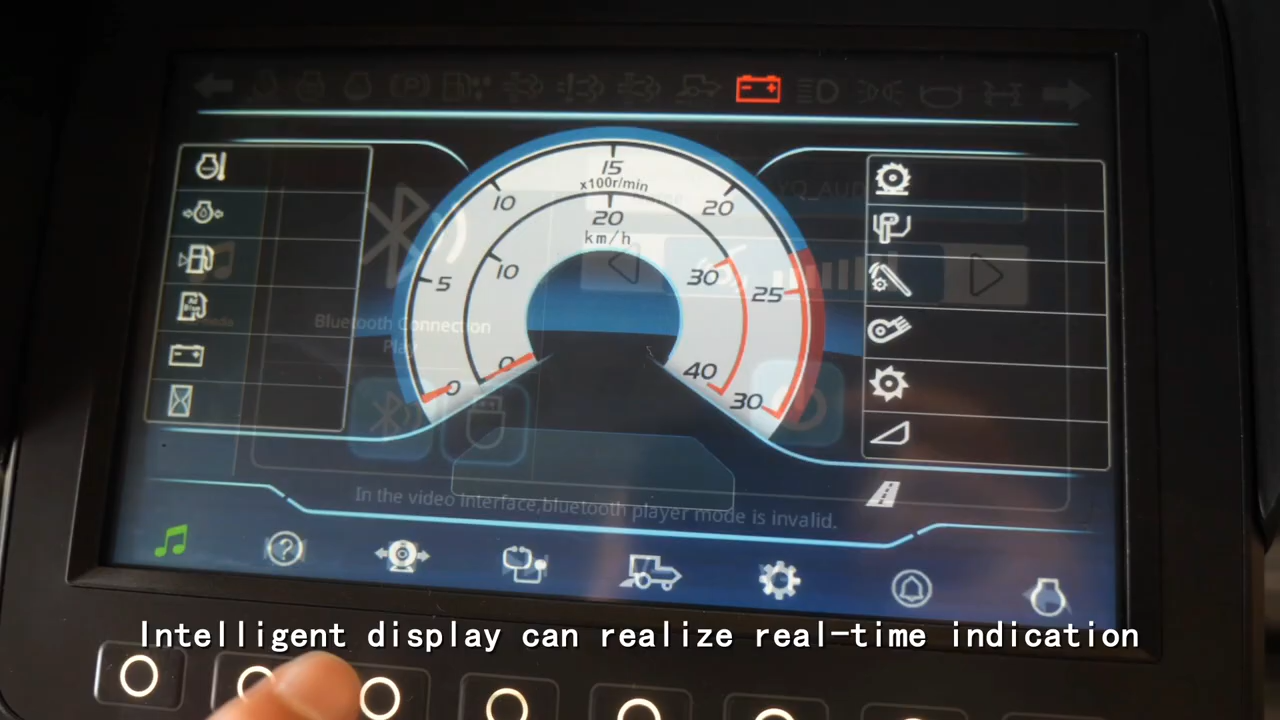 15
x100r/min
10
20
20
km/h
5
10
30
25
0
0
40
30
Bluetooth Connection
Play
In the video interface,bluetooth player mode is invalid.
Intelligent display can realize real-time indication